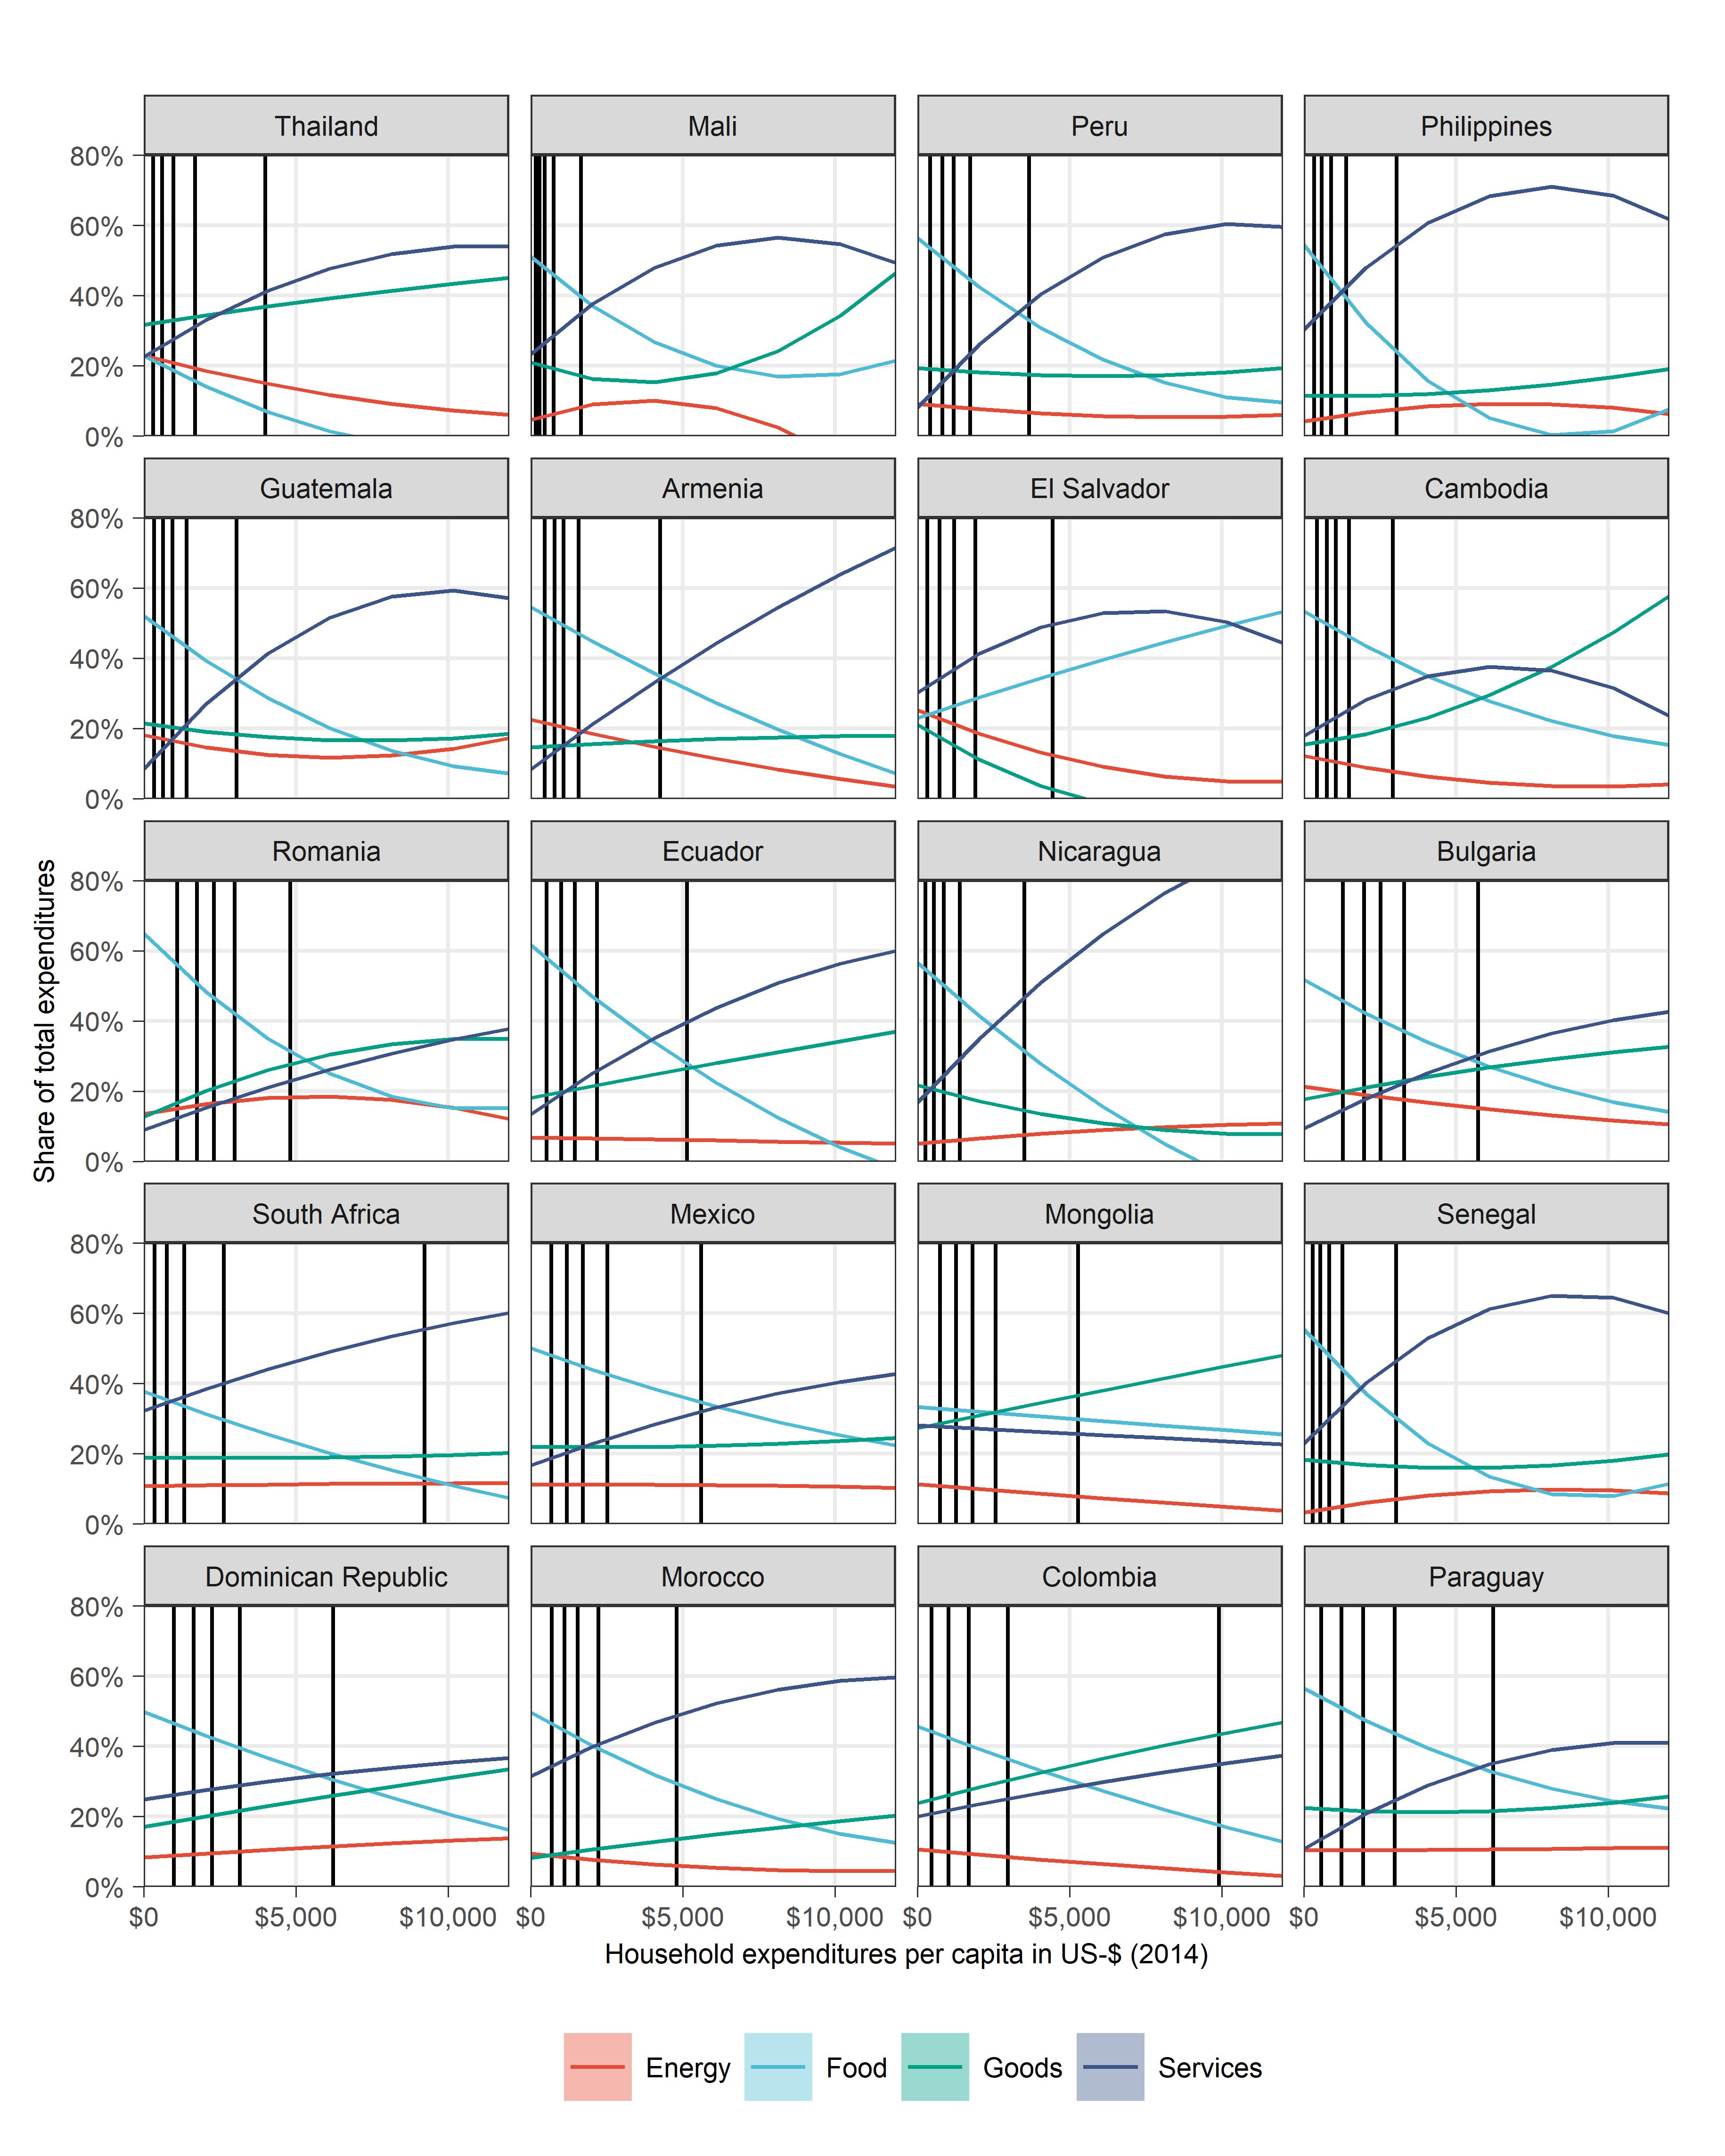 Thailand Mali Peru Philippines
80%
60%
40%
20%
0%
Guatemala Armenia El Salvador Cambodia
80%
60%
40%
20%
0%
Romania Ecuador Nicaragua Bulgaria
80%
60%
40%
20%
0%
Share of total expenditures
South Africa Mexico Mongolia Senegal
80%
60%
40%
20%
0%
Dominican Republic Morocco Colombia Paraguay
80%
60%
40%
20%
0%
$0 $5,000 $10,000 $0 $5,000 $10,000 $0 $5,000 $10,000 $0 $5,000 $10,000
Household expenditures per capita in US-$ (2014)
Energy Food Goods Services